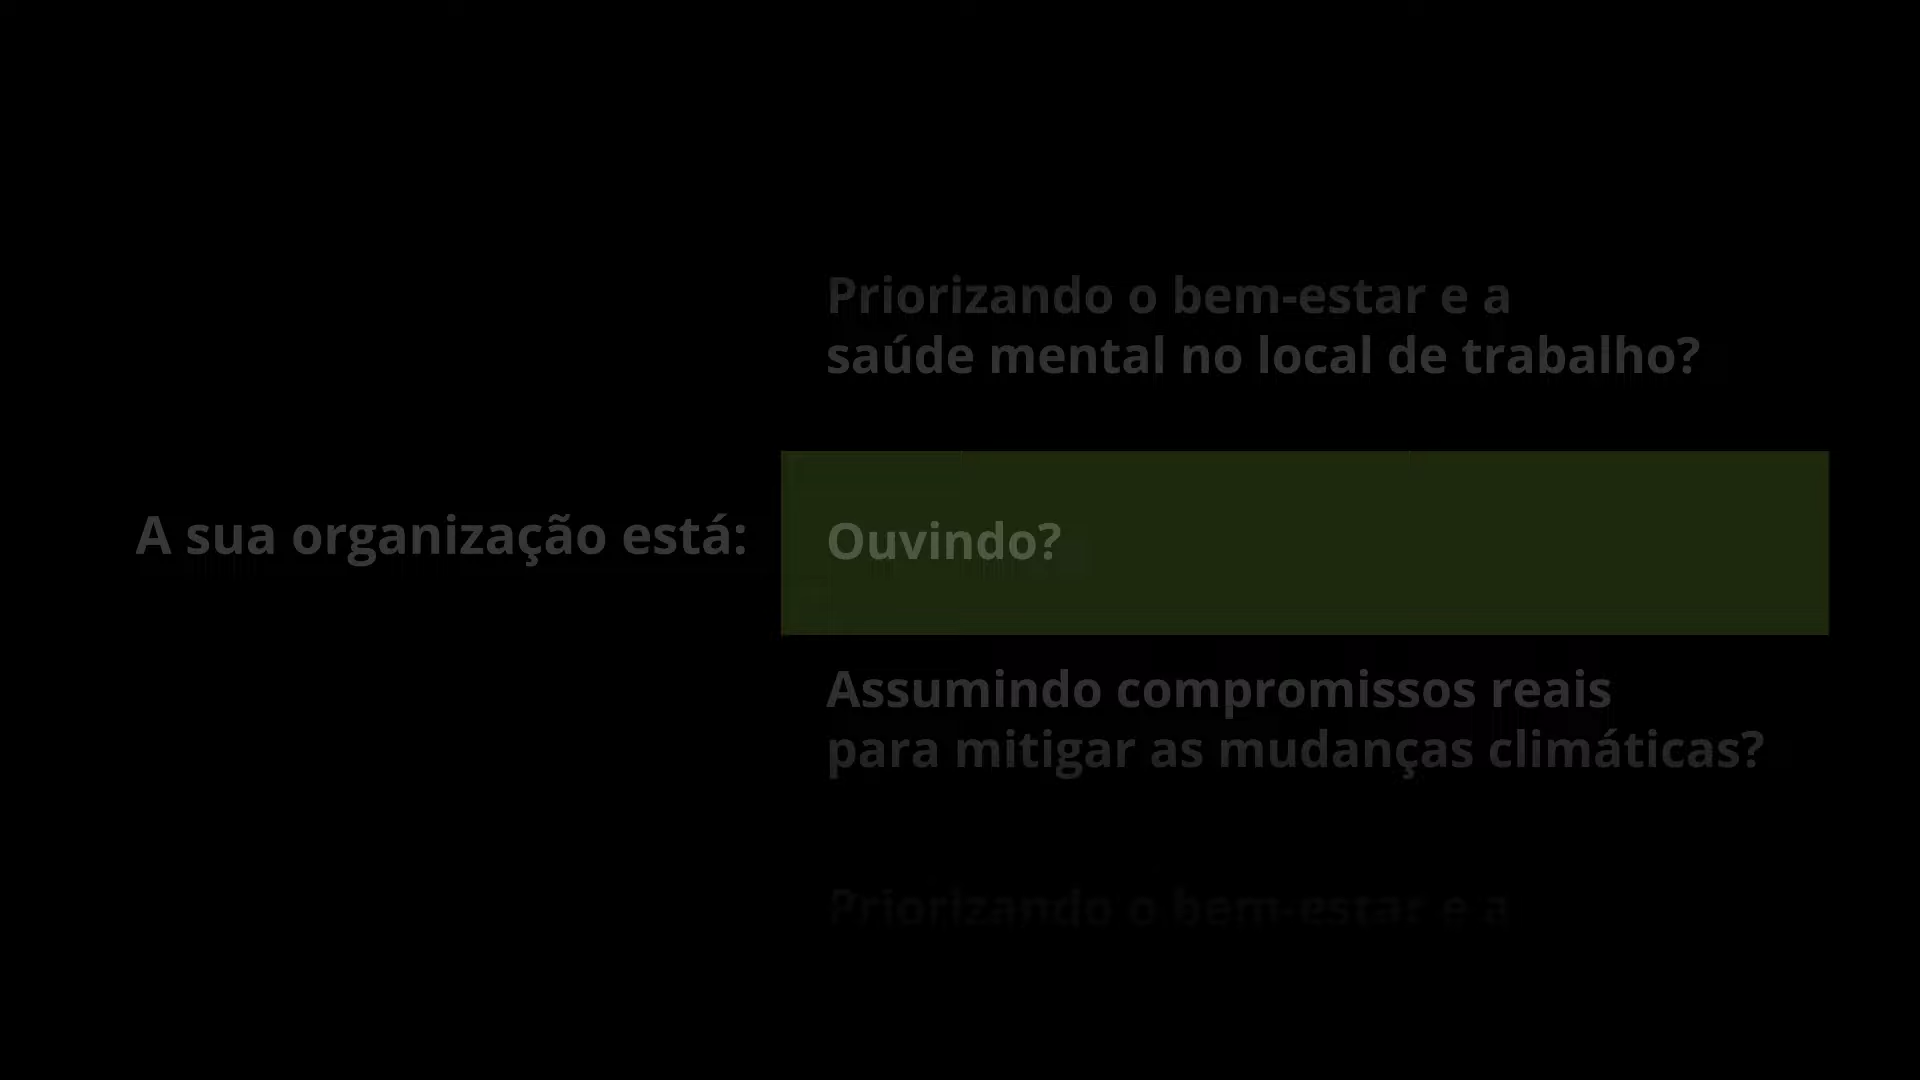 Priorizando o bem-estar e a
saúde mental no local de trabalho?
A sua organização está:
Ouvindo?
Assumindo compromissos reais
para mitigar as mudanças climáticas?
Priorizando o bem-estar e a